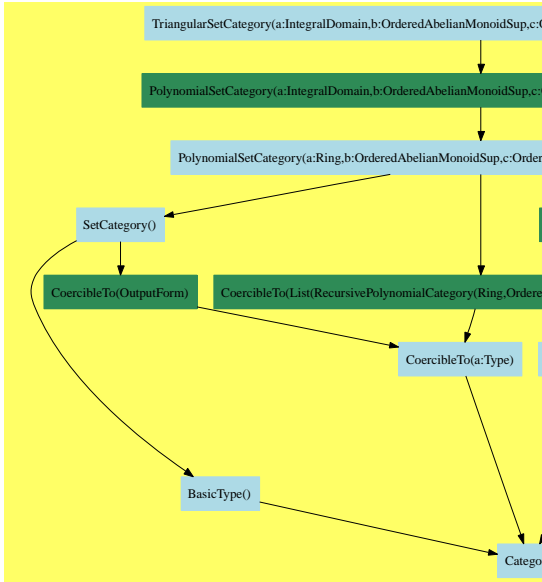 TriangularSetCategory(a:IntegralDomain,b:OrderedAbelianMonoidSup,c:
PolynomialSetCategory(a:IntegralDomain,b:OrderedAbelianMonoidSup,c:
PolynomialSetCategory(a:Ring,b:OrderedAbelianMonoidSup,c:Order
SetCategory()
CoercibleTo(OutputForm)
CoercibleTo(List(RecursivePolynomialCategory(Ring,Ordere
CoercibleTo(a:Type)
BasicType()
Catego